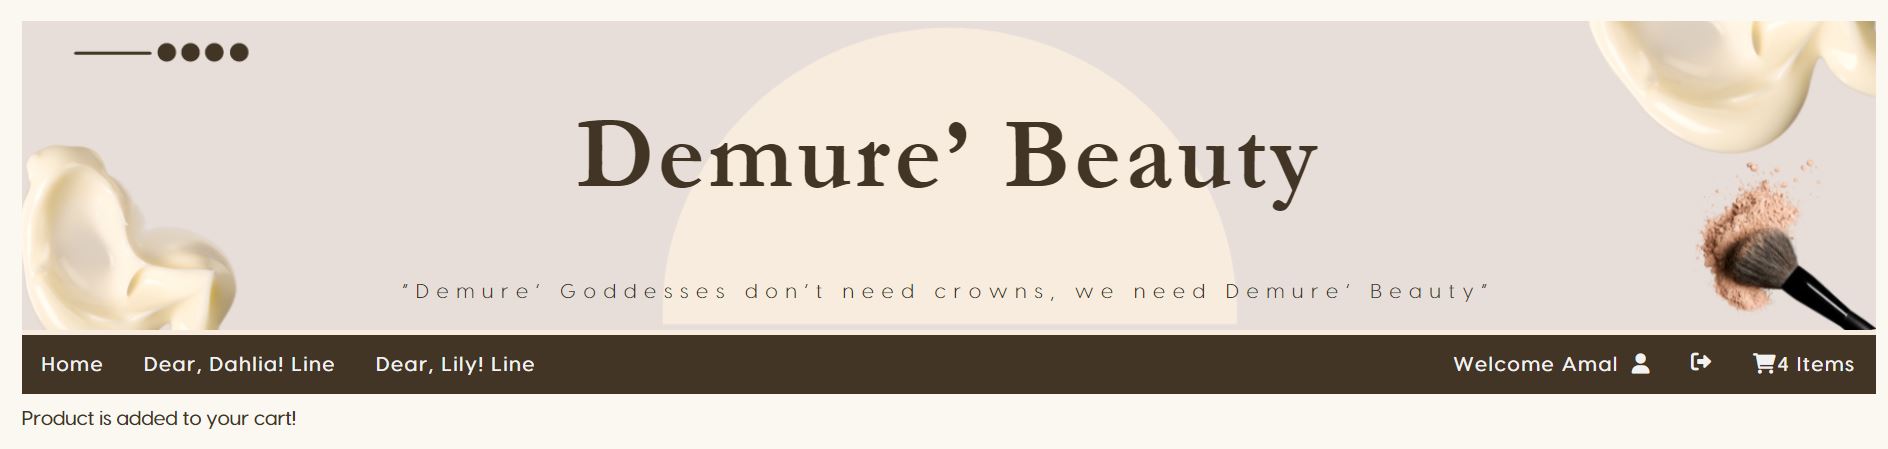 Demure’ Beauty
"Demure’ Goddesses don’t need crowns, we need Demure’ Beauty"
Home Dear, Dahlia! Line Dear, Lily! Line Welcome Amal 4 Items
Product is added to your cart!